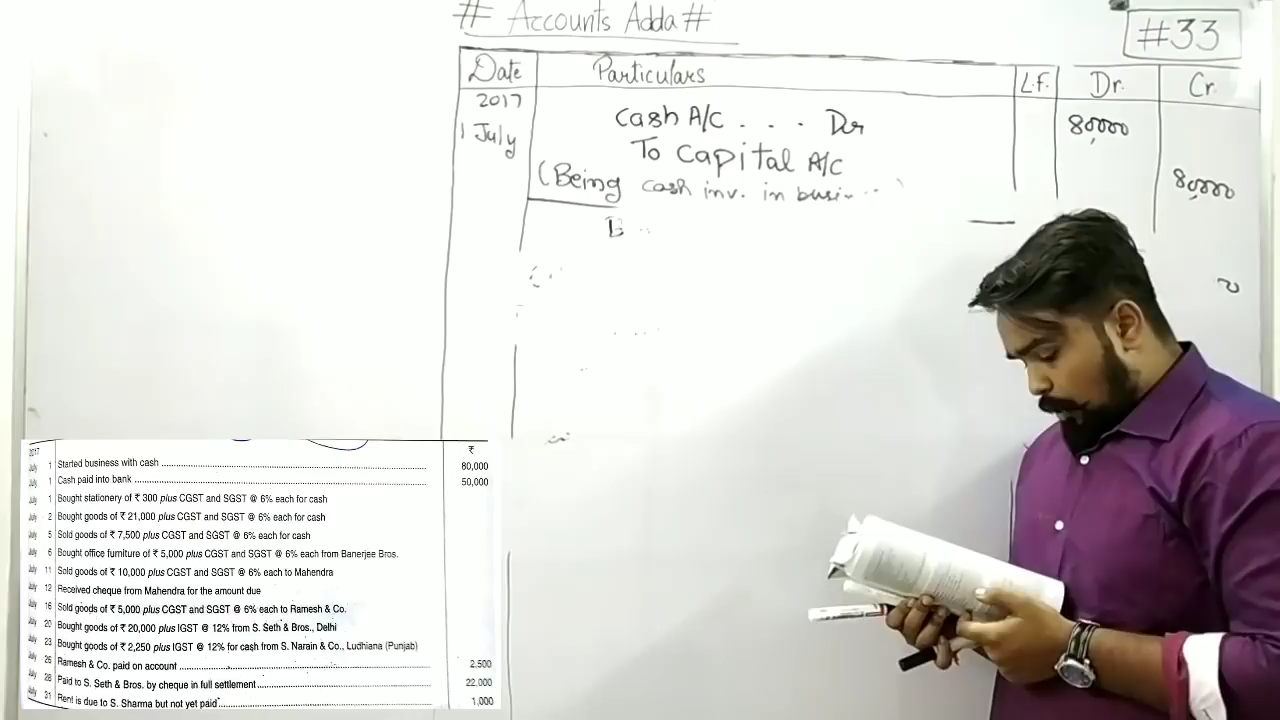 # Accounts Adda #
#33
Date Particulars L.F. Dr. Cr.
2017
1 July Cash A/C . . . Dr 80,000
To Capital A/C
80,000
(Being cash inv. in busi...)
2017 ₹
July 1 Started business with cash 80,000
July 1 Cash paid into bank 50,000
July 1 Bought stationery of ₹ 300 plus CGST and SGST @ 6% each for cash
July 2 Bought goods of ₹ 21,000 plus CGST and SGST @ 6% each for cash
July 5 Sold goods of ₹ 7,500 plus CGST and SGST @ 6% each for cash
July 6 Bought office furniture of ₹ 5,000 plus CGST and SGST @ 6% each from Banerjee Bros.
July 11 Sold goods of ₹ 10,000 plus CGST and SGST @ 6% each to Mahendra
July 12 Received cheque from Mahendra for the amount due
July 16 Sold goods of ₹ 5,000 plus CGST and SGST @ 6% each to Ramesh & Co.
July 20 Bought goods of ₹ 20,000 plus IGST @ 12% from S. Seth & Bros., Delhi
July 23 Bought goods of ₹ 2,250 plus IGST @ 12% for cash from S. Narain & Co., Ludhiana (Punjab)
July 26 Ramesh & Co. paid on account 2,500
July 28 Paid to S. Seth & Bros. by cheque in full settlement 22,000
July 31 Rent is due to S. Sharma but not yet paid 1,000